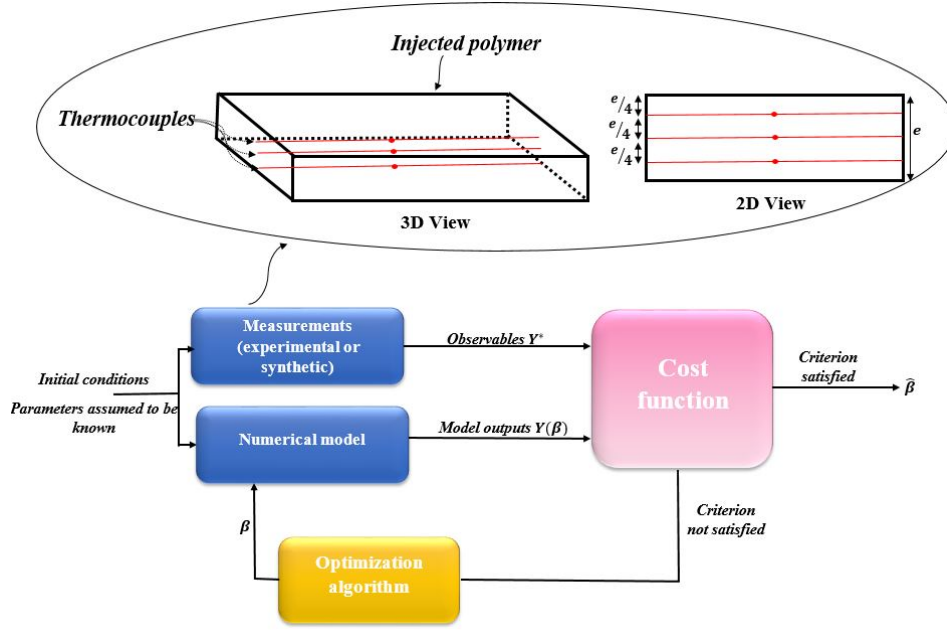 Injected polymer
Thermocouples
3D View
e/4
e/4
e/4
e
2D View
Measurements
(experimental or
synthetic)
Observables Y*
Cost
function
Criterion
satisfied
β̂
Initial conditions
Parameters assumed to be
known
Numerical model
Model outputs Y(β)
β
Criterion
not satisfied
Optimization
algorithm